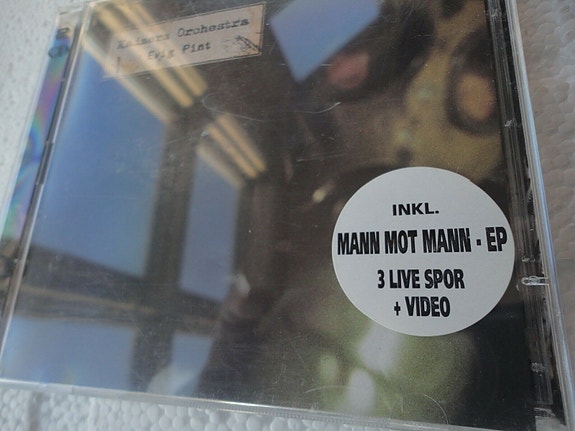 Kaizers Orchestra
Evig Pint
INKL.
MANN MOT MANN - EP
3 LIVE SPOR
+ VIDEO